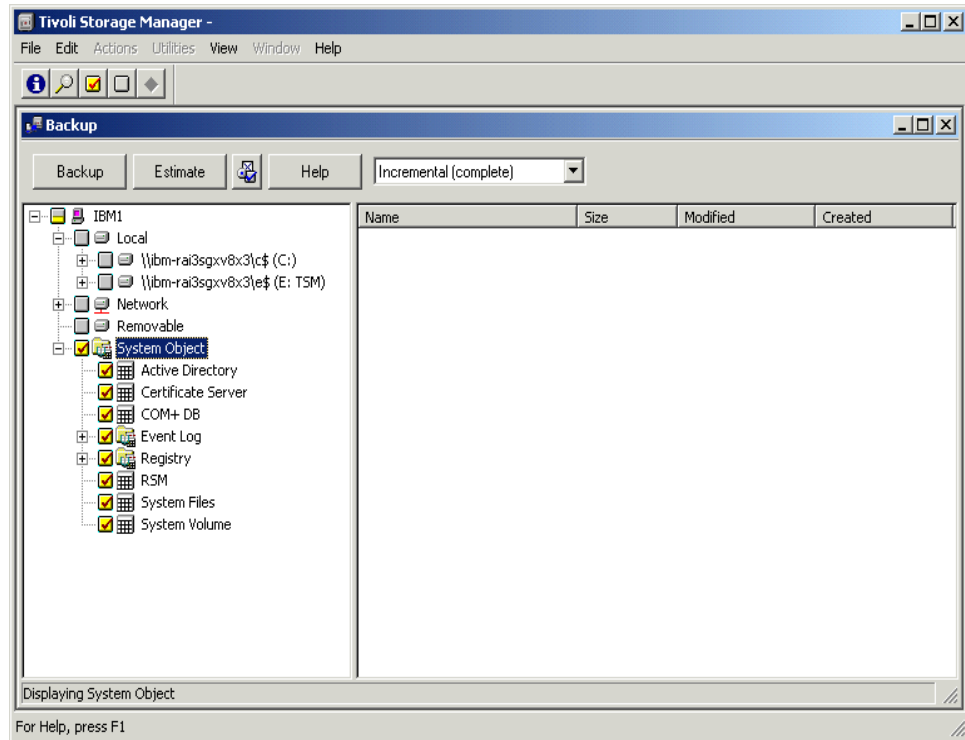 Tivoli Storage Manager -
File Edit Actions Utilities View Window Help
Backup
Backup Estimate Help Incremental (complete)
Name Size Modified Created
IBM1
Local
\\ibm-rai3sgxv8x3\c$ (C:)
\\ibm-rai3sgxv8x3\e$ (E: TSM)
Network
Removable
System Object
Active Directory
Certificate Server
COM+ DB
Event Log
Registry
RSM
System Files
System Volume
Displaying System Object
For Help, press F1